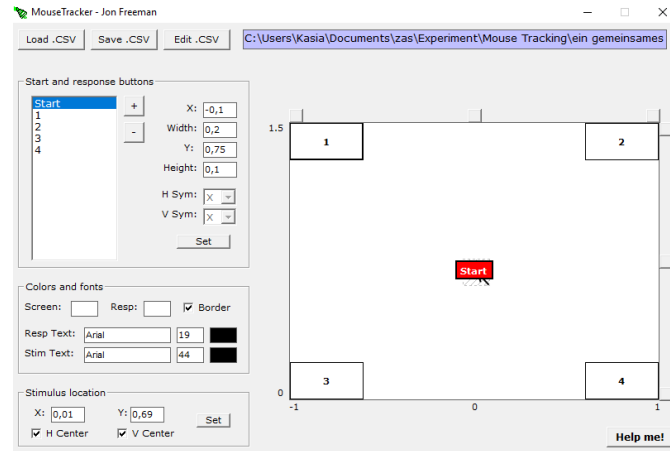 MouseTracker - Jon Freeman
Load .CSV Save .CSV Edit .CSV C:\Users\Kasia\Documents\zas\Experiment\Mouse Tracking\ein gemeinsames
Start and response buttons
Start
1
2
3
4
+
-
X: -0,1
Width: 0,2
Y: 0,75
Height: 0,1
H Sym: X
V Sym: X
Set
Colors and fonts
Screen: Resp: Border
Resp Text: Arial 19
Stim Text: Arial 44
Stimulus location
X: 0,01 Y: 0,69 Set
H Center V Center
1.5
1 2
Start
3 4
0
-1 0 1
Help me!